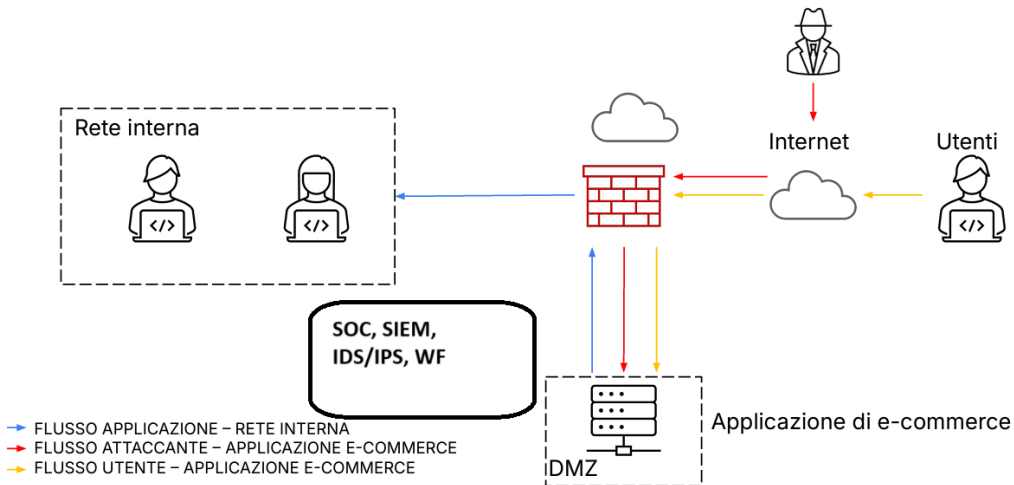 Rete interna
Internet
Utenti
</>
</>
</>
SOC, SIEM,
IDS/IPS, WF
Applicazione di e-commerce
DMZ
FLUSSO APPLICAZIONE – RETE INTERNA
FLUSSO ATTACCANTE – APPLICAZIONE E-COMMERCE
FLUSSO UTENTE – APPLICAZIONE E-COMMERCE